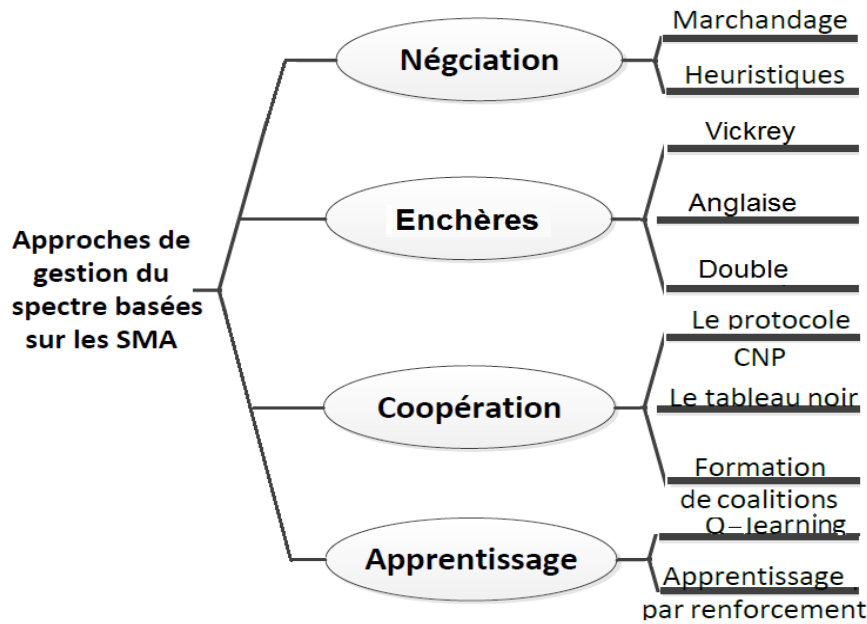 Approches de
gestion du
spectre basées
sur les SMA
Négciation
Marchandage
Heuristiques
Enchères
Vickrey
Anglaise
Double
Coopération
Le protocole
CNP
Le tableau noir
Formation
de coalitions
Apprentissage
Q-learning
Apprentissage
par renforcement